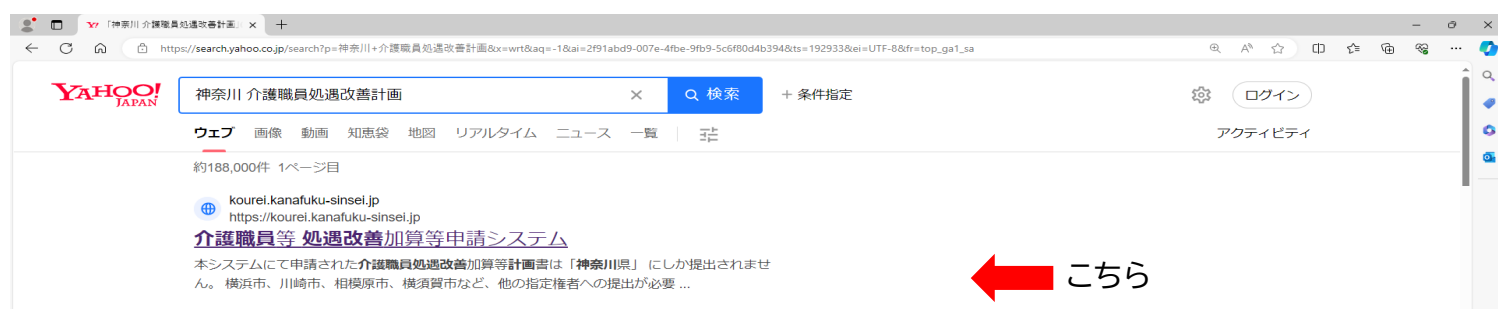 「神奈川 介護職員処遇改善計画
https://search.yahoo.co.jp/search?p=神奈川+介護職員処遇改善計画&x=wrt&aq=-1&ai=2f91abd9-007e-4fbe-9fb9-5c6f80d4b394&ts=192933&ei=UTF-8&fr=top_ga1_sa
YAHOO!
JAPAN
神奈川 介護職員処遇改善計画
検索
+ 条件指定
ログイン
ウェブ 画像 動画 知恵袋 地図 リアルタイム ニュース 一覧
アクティビティ
約188,000件 1ページ目
kourei.kanafuku-sinsei.jp
https://kourei.kanafuku-sinsei.jp
介護職員等 処遇改善加算等申請システム
本システムにて申請された介護職員処遇改善加算等計画書は「神奈川県」 にしか提出されませ
ん。 横浜市、川崎市、相模原市、横須賀市など、他の指定権者への提出が必要 ...
こちら